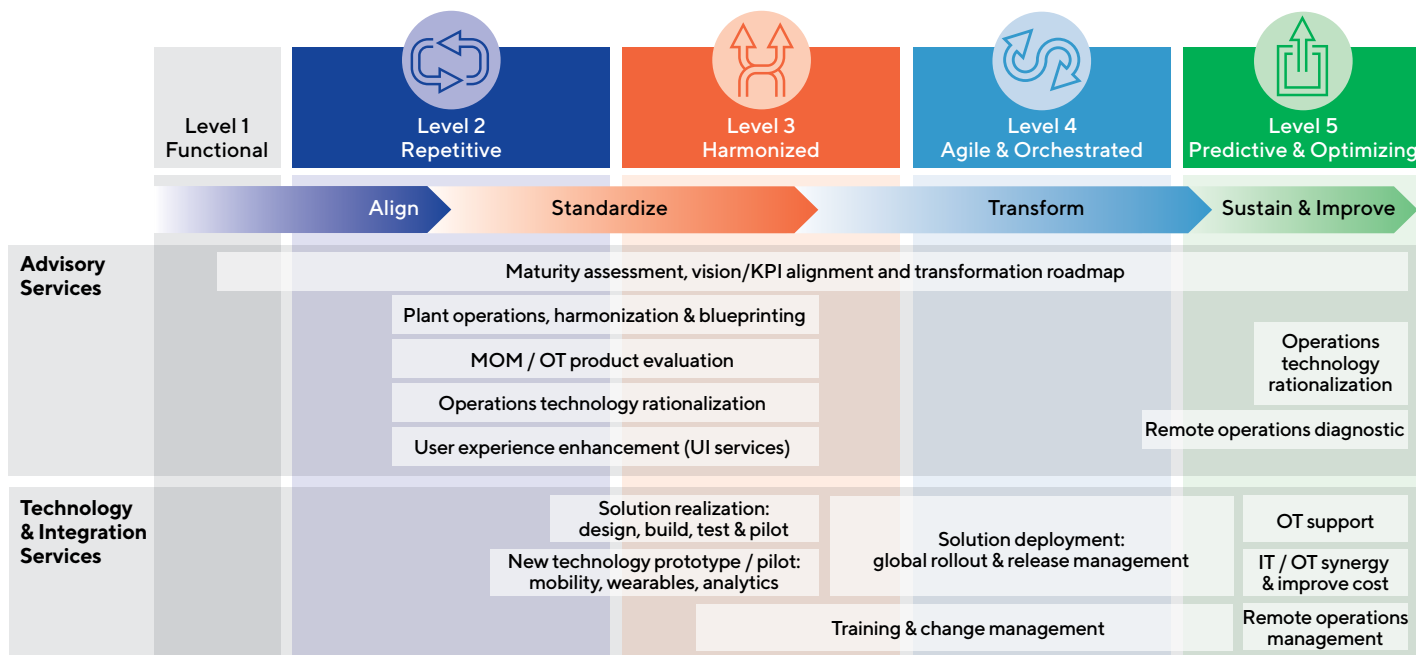 Level 1
Functional
Level 2
Repetitive
Level 3
Harmonized
Level 4
Agile & Orchestrated
Level 5
Predictive & Optimizing
Align
Standardize
Transform
Sustain & Improve
Advisory
Services
Maturity assessment, vision/KPI alignment and transformation roadmap
Plant operations, harmonization & blueprinting
MOM / OT product evaluation
Operations technology rationalization
User experience enhancement (UI services)
Operations
technology
rationalization
Remote operations diagnostic
Technology
& Integration
Services
Solution realization:
design, build, test & pilot
New technology prototype / pilot:
mobility, wearables, analytics
Solution deployment:
global rollout & release management
Training & change management
OT support
IT / OT synergy
& improve cost
Remote operations
management